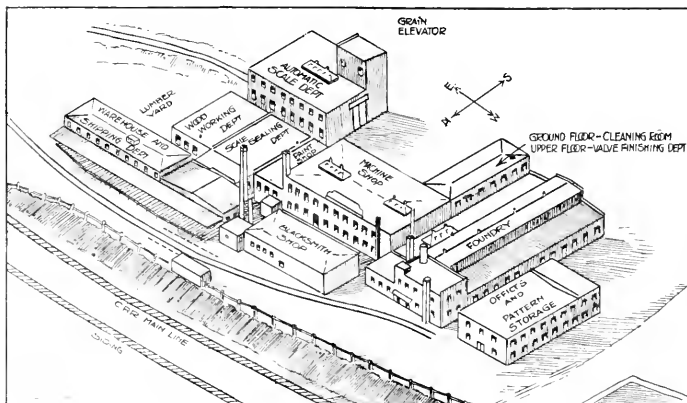 GRAIN
ELEVATOR
AUTOMATIC
SCALE DEPT
S
E
N
W
LUMBER
YARD
WOOD
WORKING
DEPT
WAREHOUSE AND
SHIPPING DEPT
SCALE
SEALING
DEPT
PAINT
SHOP
MACHINE
SHOP
GROUND FLOOR-CLEANING ROOM
UPPER FLOOR-VALVE FINISHING DEPT
BLACKSMITH
SHOP
FOUNDRY
OFFICES
AND
PATTERN
STORAGE
C.P.R. MAIN LINE
SIDING